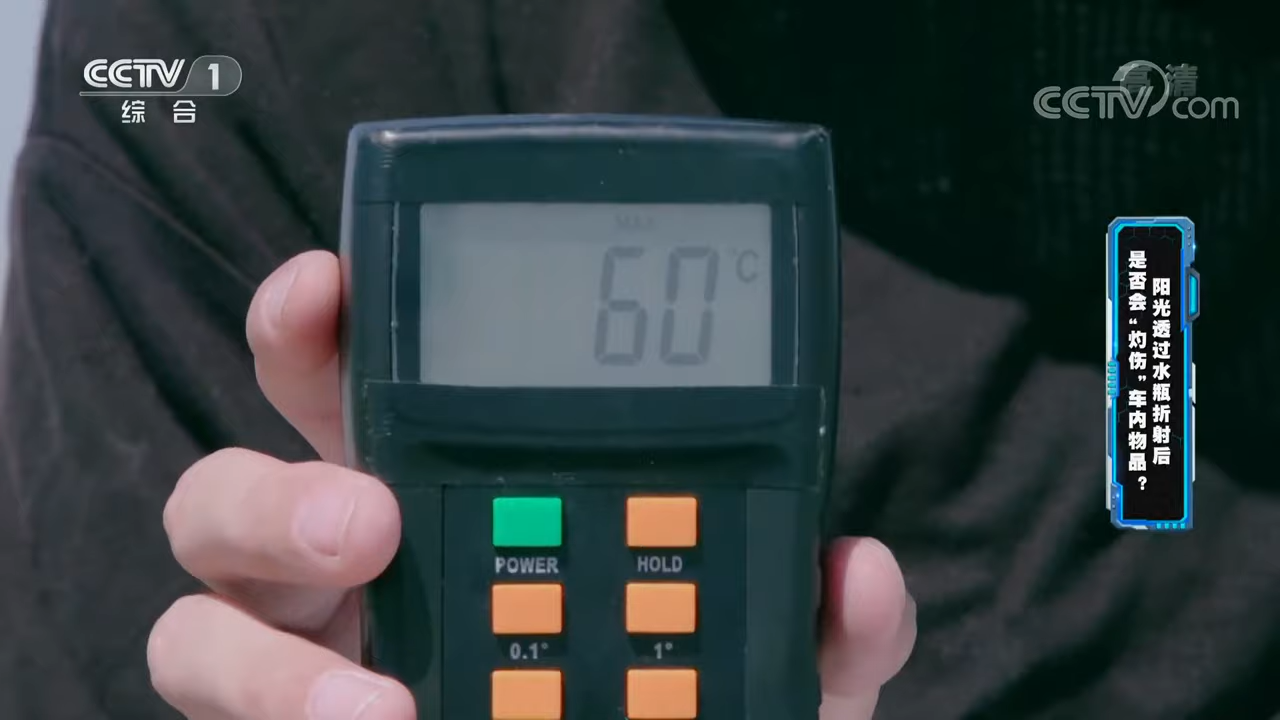 CCTV 1
综合
高清
CCTV.com
MAX
60 °C
阳光透过水瓶折射后
是否会“灼伤”车内物品?
POWER
HOLD
0.1°
1°